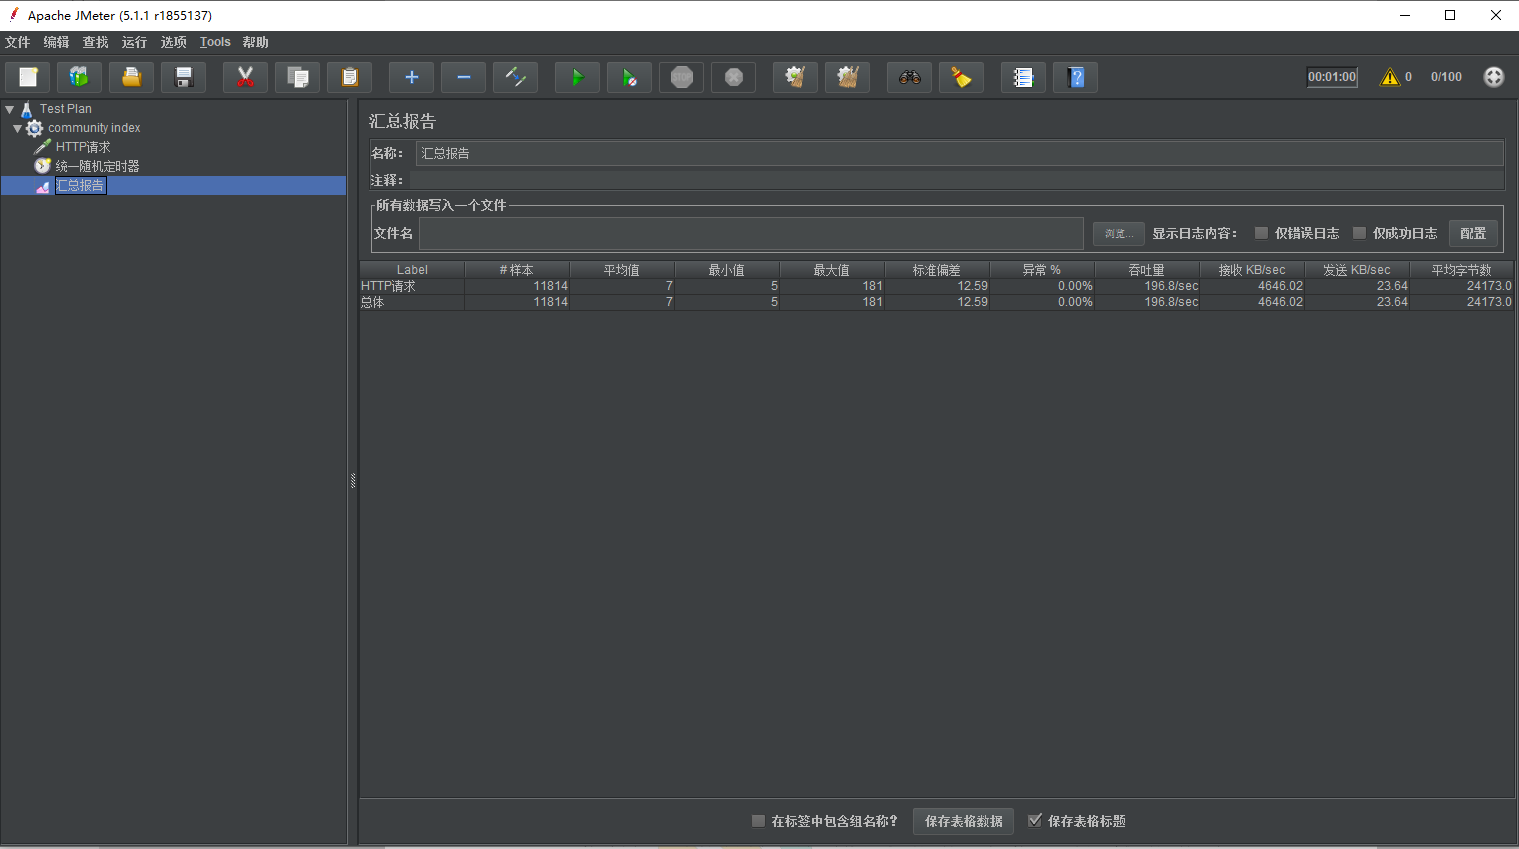 Apache JMeter (5.1.1 r1855137)
文件 编辑 查找 运行 选项 Tools 帮助
STOP 00:01:00 0 0/100
Test Plan
community index
HTTP请求
统一随机定时器
汇总报告
汇总报告
名称： 汇总报告
注释：
所有数据写入一个文件
文件名 浏览... 显示日志内容： 仅错误日志 仅成功日志 配置
Label # 样本 平均值 最小值 最大值 标准偏差 异常 % 吞吐量 接收 KB/sec 发送 KB/sec 平均字节数
HTTP请求 11814 7 5 181 12.59 0.00% 196.8/sec 4646.02 23.64 24173.0
总体 11814 7 5 181 12.59 0.00% 196.8/sec 4646.02 23.64 24173.0
在标签中包含组名称? 保存表格数据 保存表格标题